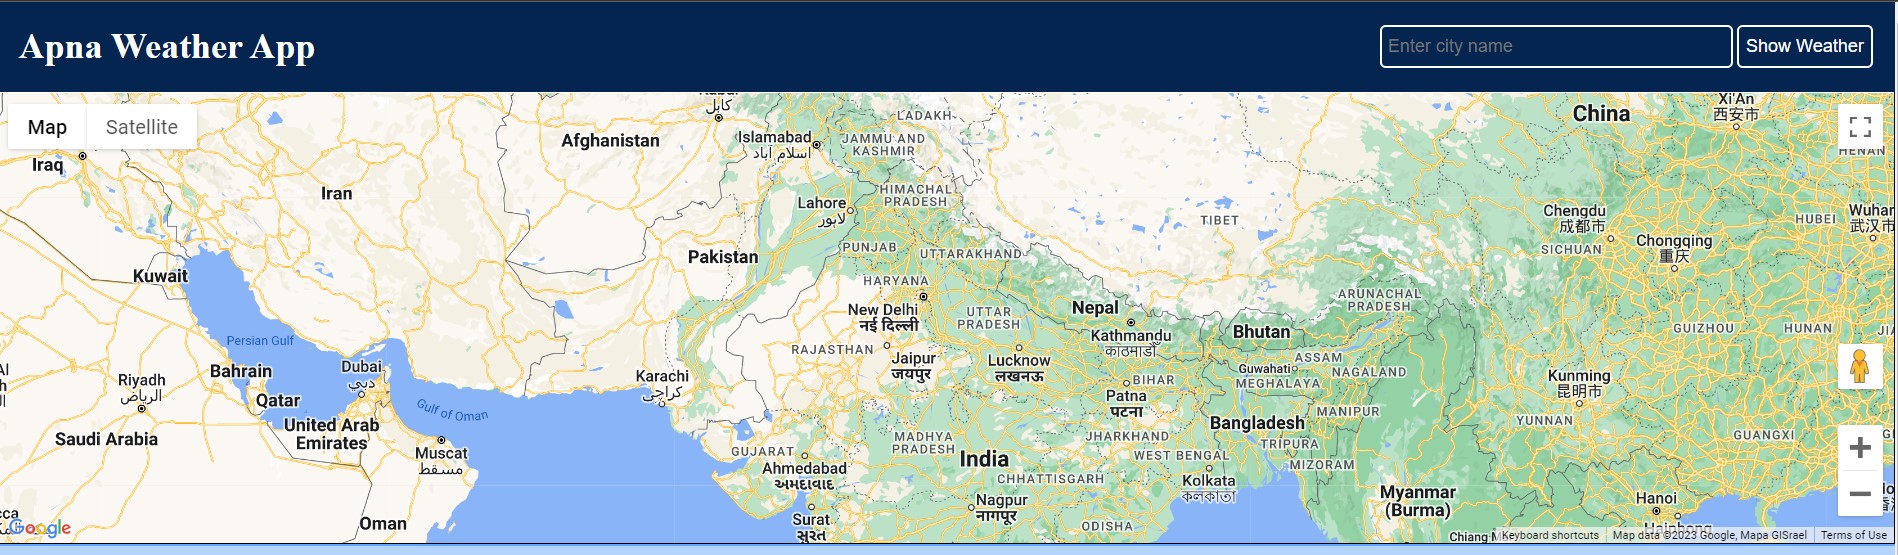 Apna Weather App
Enter city name
Show Weather
Map
Satellite
Iraq
Iran
Afghanistan
کابل
Islamabad
اسلام آباد
LADAKH
JAMMU AND
KASHMIR
China
Xi'An
西安市
HENAN
HIMACHAL
PRADESH
Lahore
لاہور
TIBET
Chengdu
成都市
HUBEI
Wuhan
武汉市
Kuwait
Pakistan
PUNJAB
UTTARAKHAND
SICHUAN
Chongqing
重庆
HARYANA
New Delhi
नई दिल्ली
UTTAR
PRADESH
Nepal
Kathmandu
काठमाडौं
ARUNACHAL
PRADESH
Bhutan
GUIZHOU
HUNAN
Persian Gulf
RAJASTHAN
Jaipur
जयपुर
Lucknow
लखनऊ
ASSAM
Guwahati
NAGALAND
MEGHALAYA
Bahrain
Dubai
دبي
Riyadh
الرياض
Qatar
Karachi
کراچی
BIHAR
Patna
पटना
Kunming
昆明市
Gulf of Oman
United Arab
Emirates
Saudi Arabia
Muscat
مسقط
Bangladesh
MANIPUR
YUNNAN
GUANGXI
GUJARAT
Ahmedabad
અમદાવાદ
MADHYA
PRADESH
India
JHARKHAND
WEST BENGAL
TRIPURA
MIZORAM
CHHATTISGARH
Kolkata
কলকাতা
Nagpur
नागपूर
Myanmar
(Burma)
Hanoi
Haiphong
Oman
Surat
સુરત
ODISHA
Google
Keyboard shortcuts
Map data ©2023 Google, Mapa GISrael
Terms of Use